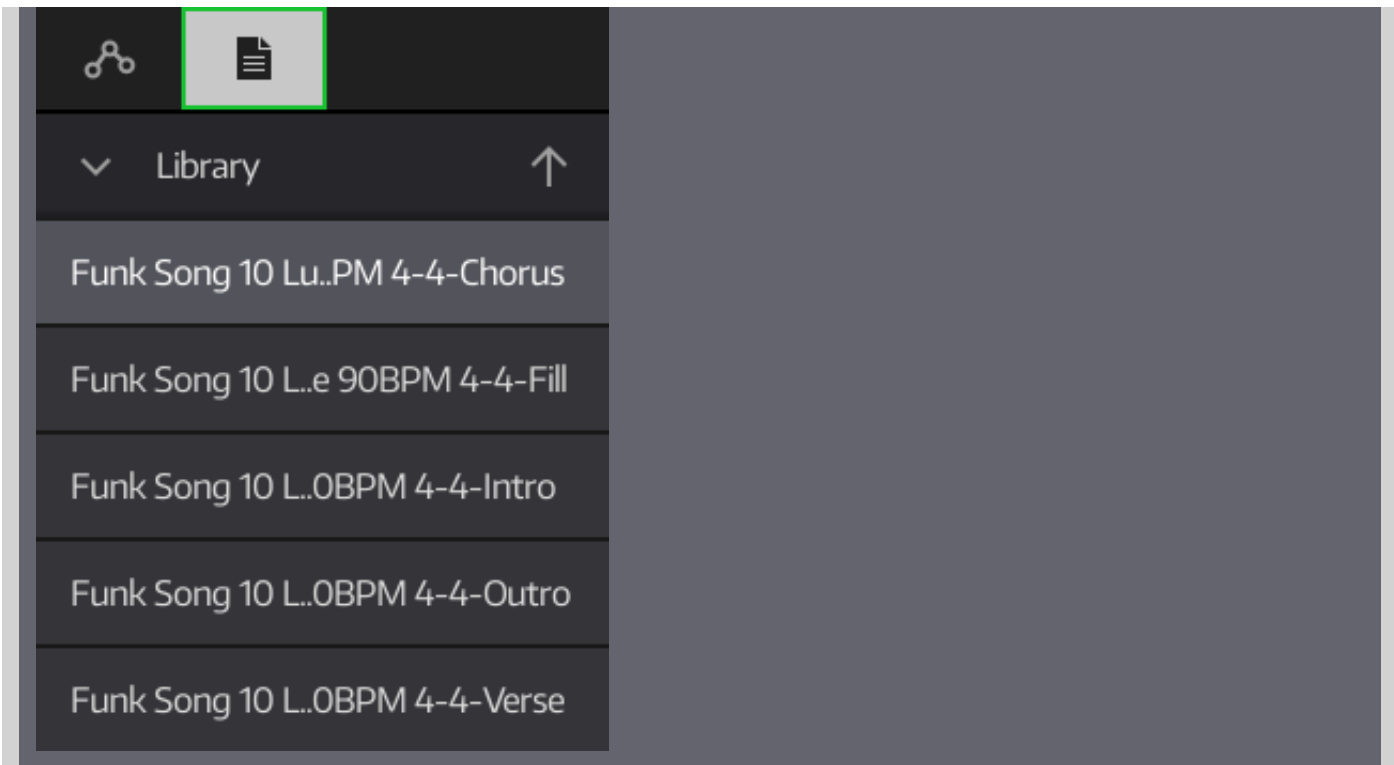 Library
Funk Song 10 Lu..PM 4-4-Chorus
Funk Song 10 L..e 90BPM 4-4-Fill
Funk Song 10 L..0BPM 4-4-Intro
Funk Song 10 L..0BPM 4-4-Outro
Funk Song 10 L..0BPM 4-4-Verse